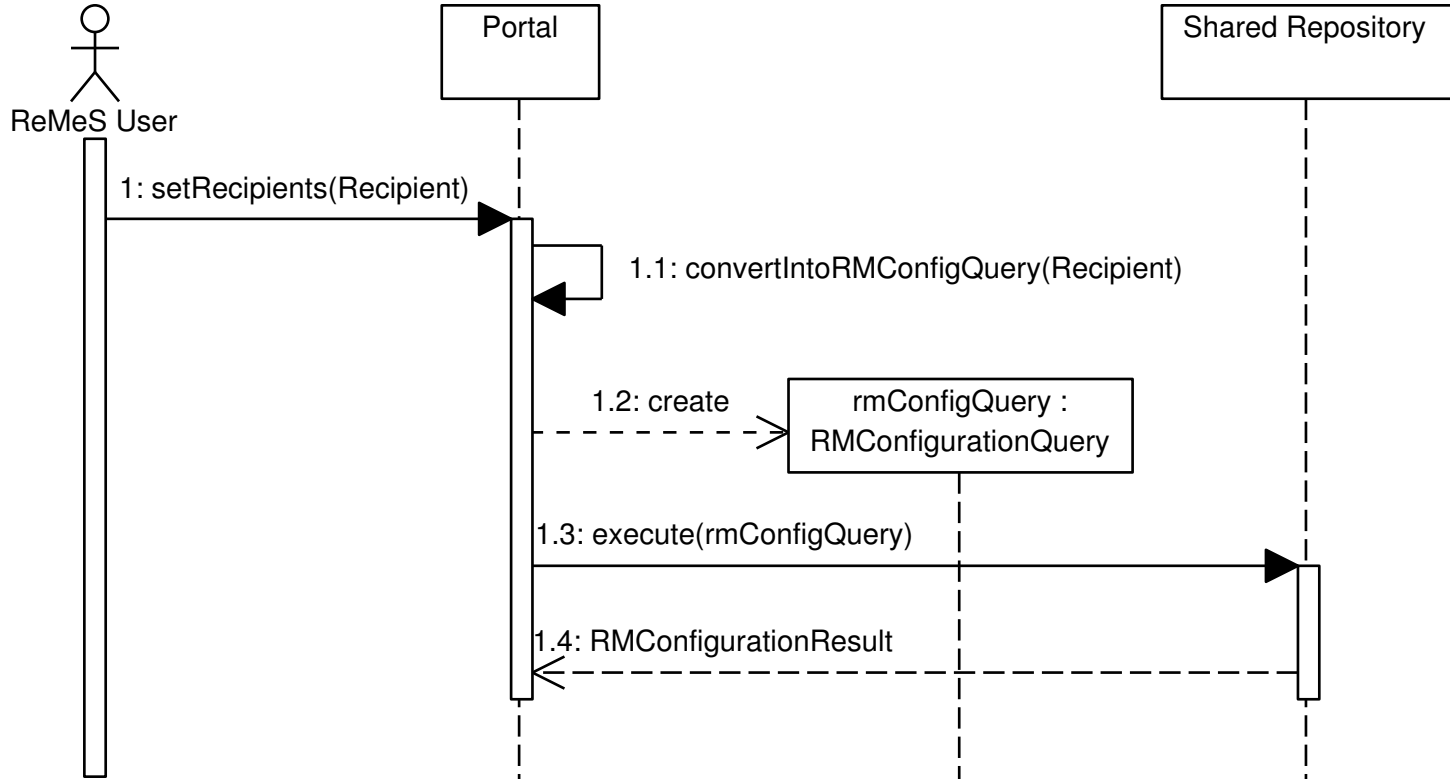 Portal
Shared Repository
ReMeS User
1: setRecipients(Recipient)
1.1: convertIntoRMConfigQuery(Recipient)
1.2: create
rmConfigQuery :
RMConfigurationQuery
1.3: execute(rmConfigQuery)
1.4: RMConfigurationResult